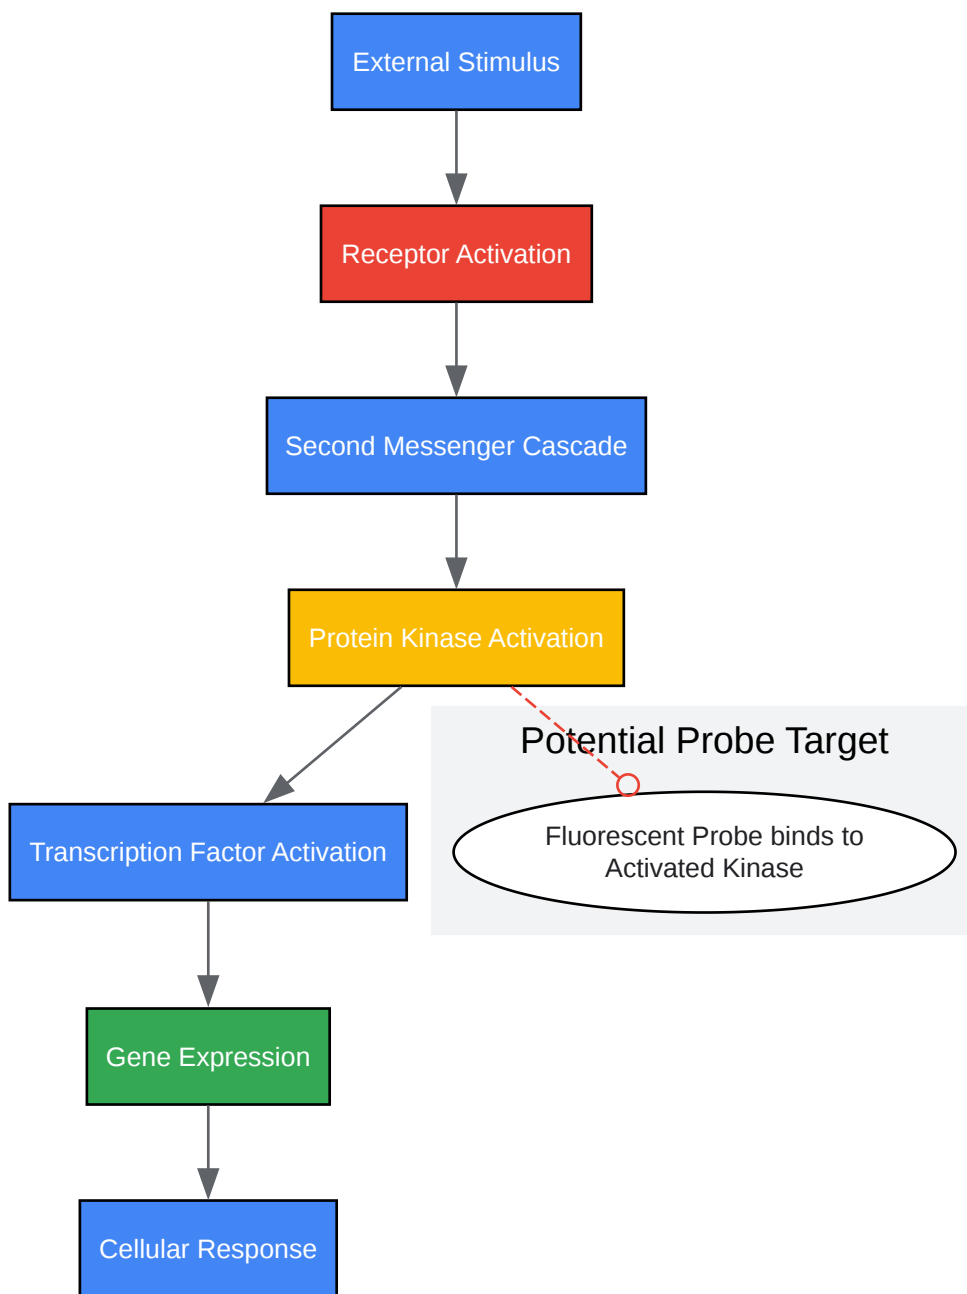 External Stimulus
Receptor Activation
Second Messenger Cascade
Protein Kinase Activation
Potential Probe Target
Transcription Factor Activation
Fluorescent Probe binds to
Activated Kinase
Gene Expression
Cellular Response